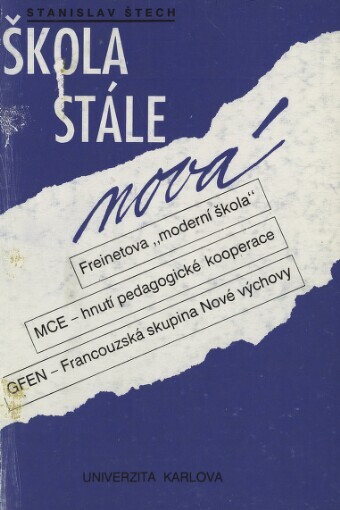 STANISLAV ŠTECH
ŠKOLA
STÁLE
nová
Freinetova „moderní škola“
MCE – hnutí pedagogické kooperace
GFEN – Francouzská skupina Nové výchovy
UNIVERZITA KARLOVA